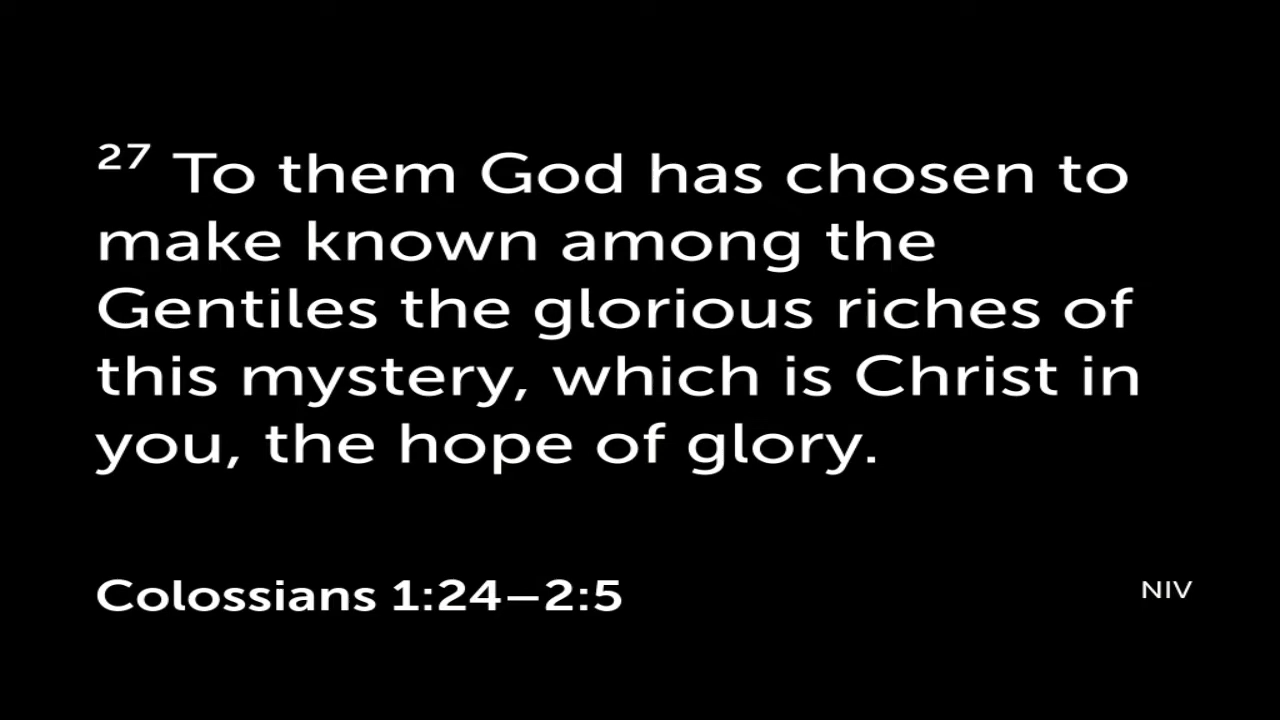 27 To them God has chosen to
make known among the
Gentiles the glorious riches of
this mystery, which is Christ in
you, the hope of glory.
Colossians 1:24–2:5
NIV